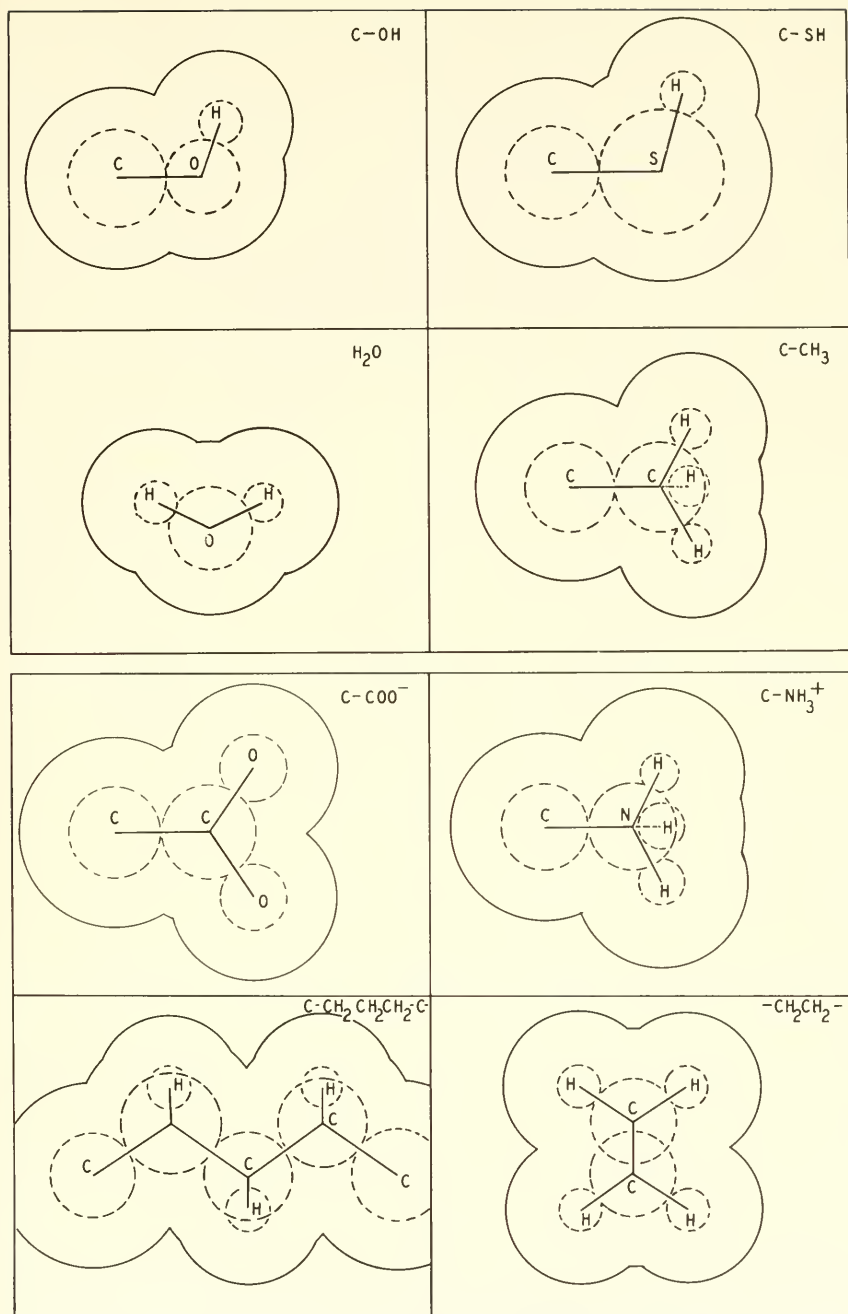 C-OH
H
C O
C-SH
H
C S
H₂O
H H
O
C-CH₃
H
C C H
H
C-COO⁻
O
C C
O
C-NH₃⁺
H
C N H
H
C-CH₂CH₂CH₂-C
H H
C
C C C
H
-CH₂CH₂-
H H
C
C
H H